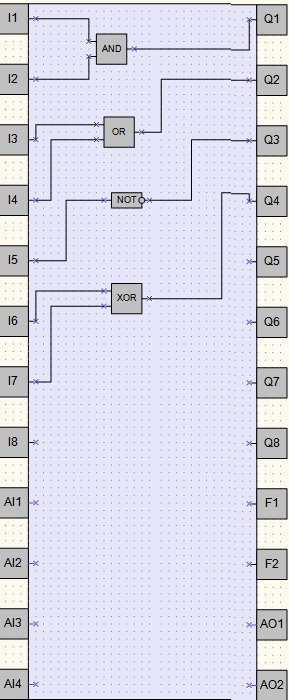 I1
Q1
AND
I2
Q2
OR
I3
Q3
I4
NOT
Q4
I5
Q5
XOR
I6
Q6
I7
Q7
I8
Q8
AI1
F1
AI2
F2
AI3
AO1
AI4
AO2